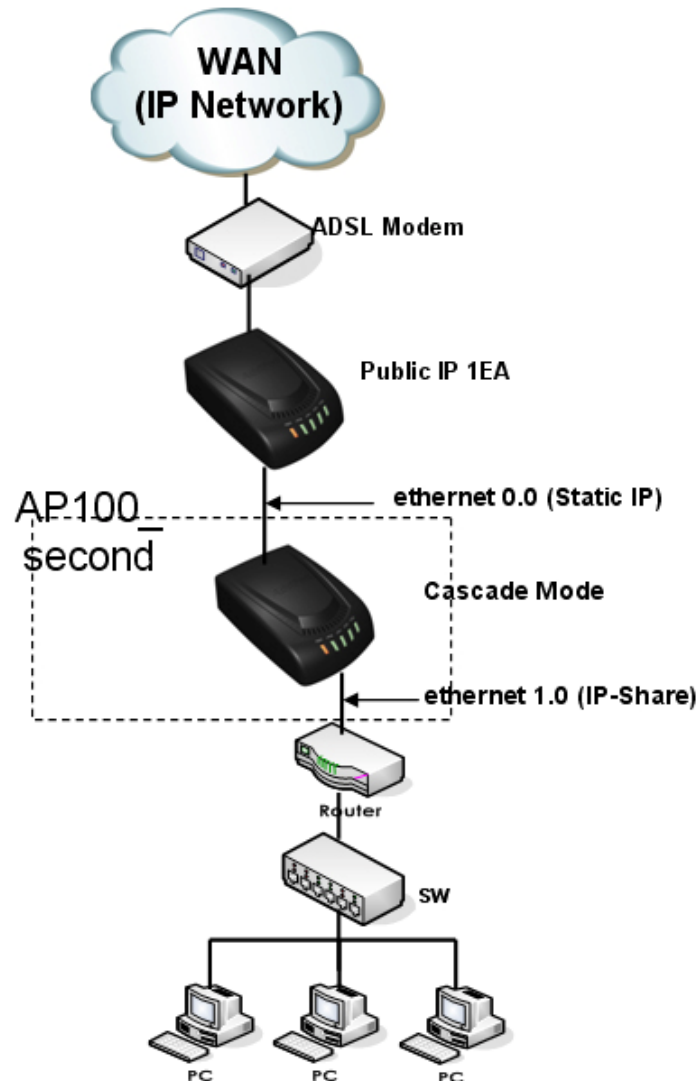 WAN
(IP Network)
ADSL Modem
Public IP 1EA
ethernet 0.0 (Static IP)
AP100_
second
Cascade Mode
ethernet 1.0 (IP-Share)
Router
SW
PC
PC
PC